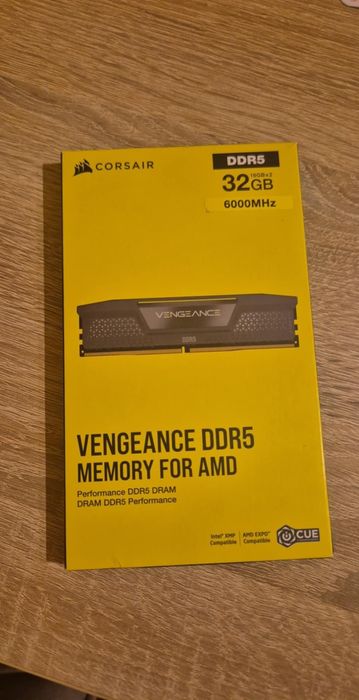 CORSAIR
DDR5
32GB
16GBx2
6000MHz
VENGEANCE
DDR5
VENGEANCE DDR5
MEMORY FOR AMD
Performance DDR5 DRAM
DRAM DDR5 Performance
Intel® XMP
Compatible
AMD EXPO™
Compatible
iCUE